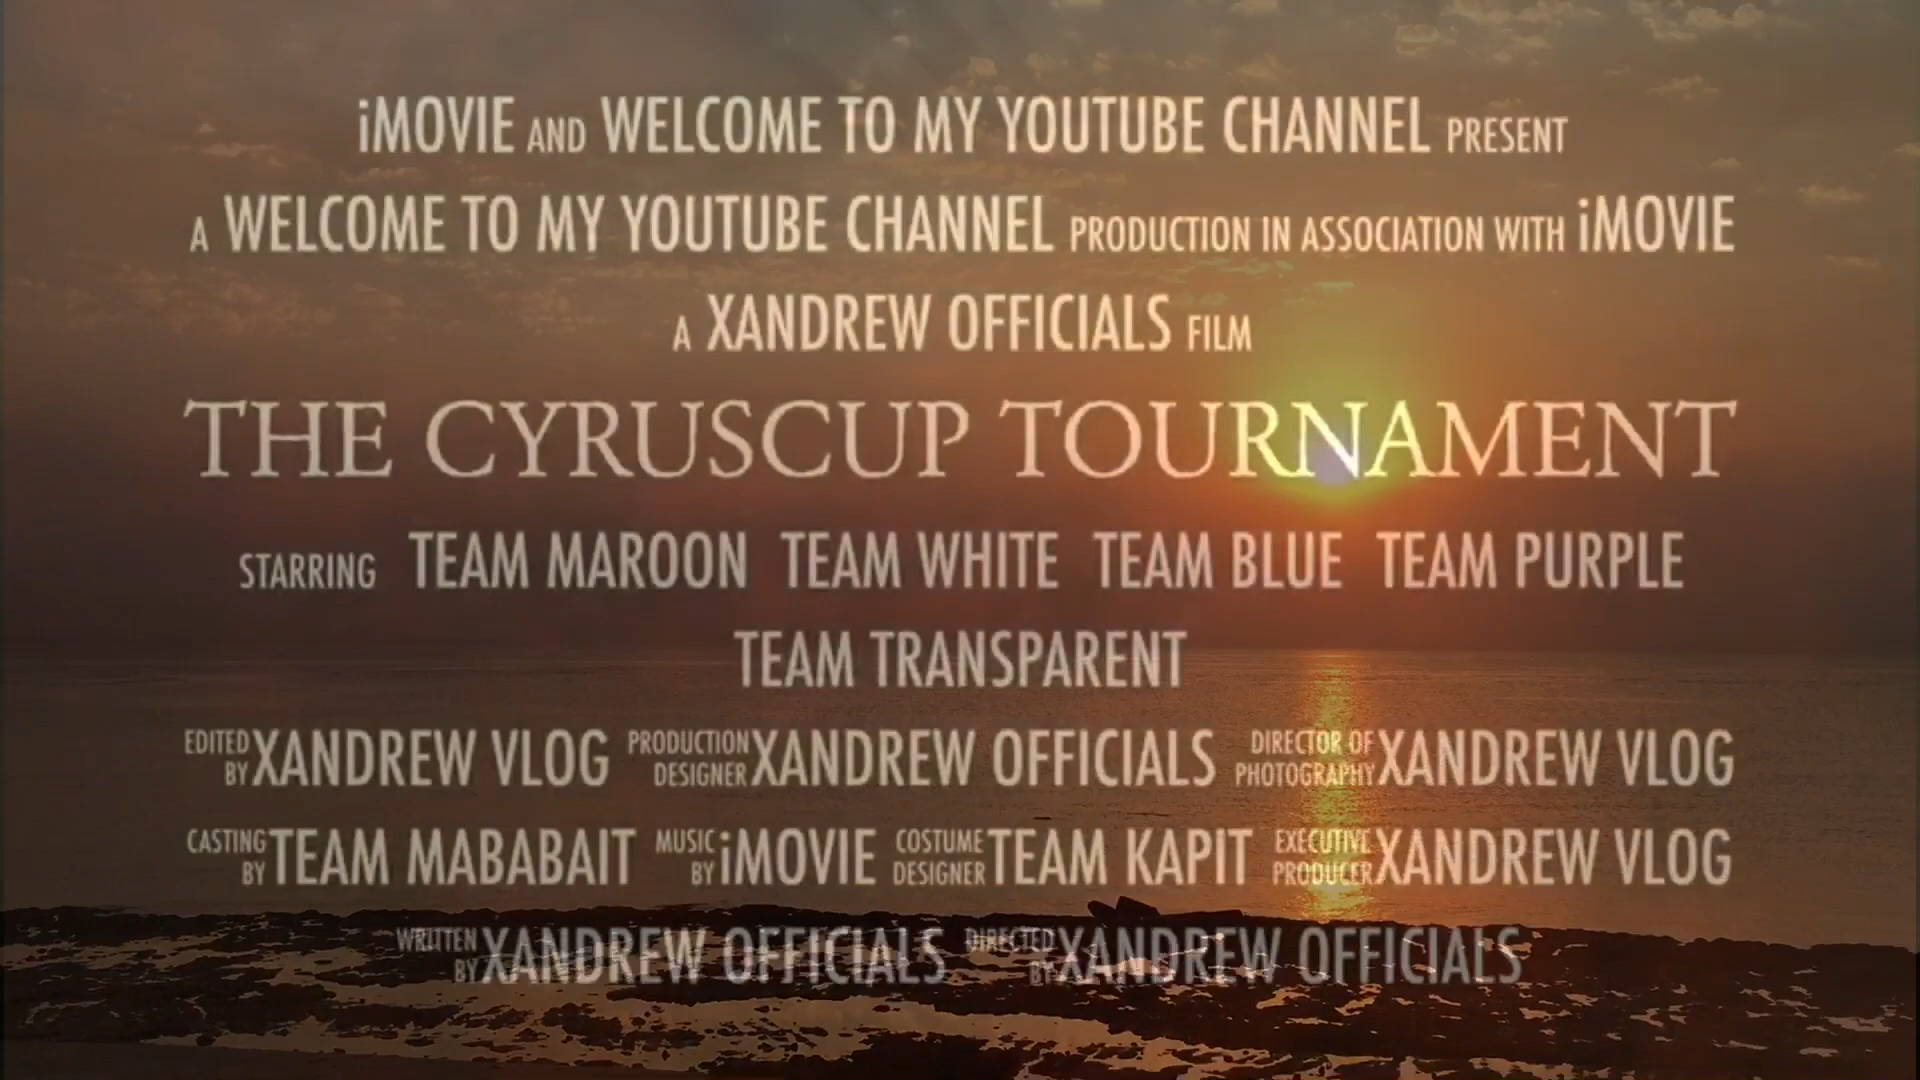 iMOVIE AND WELCOME TO MY YOUTUBE CHANNEL PRESENT
A WELCOME TO MY YOUTUBE CHANNEL PRODUCTION IN ASSOCIATION WITH iMOVIE
A XANDREW OFFICIALS FILM
THE CYRUSCUP TOURNAMENT
STARRING TEAM MAROON TEAM WHITE TEAM BLUE TEAM PURPLE
TEAM TRANSPARENT
EDITED BY XANDREW VLOG PRODUCTION DESIGNER XANDREW OFFICIALS DIRECTOR OF PHOTOGRAPHY XANDREW VLOG
CASTING BY TEAM MABABAIT MUSIC BY iMOVIE COSTUME DESIGNER TEAM KAPIT EXECUTIVE PRODUCER XANDREW VLOG
WRITTEN BY XANDREW OFFICIALS DIRECTED BY XANDREW OFFICIALS